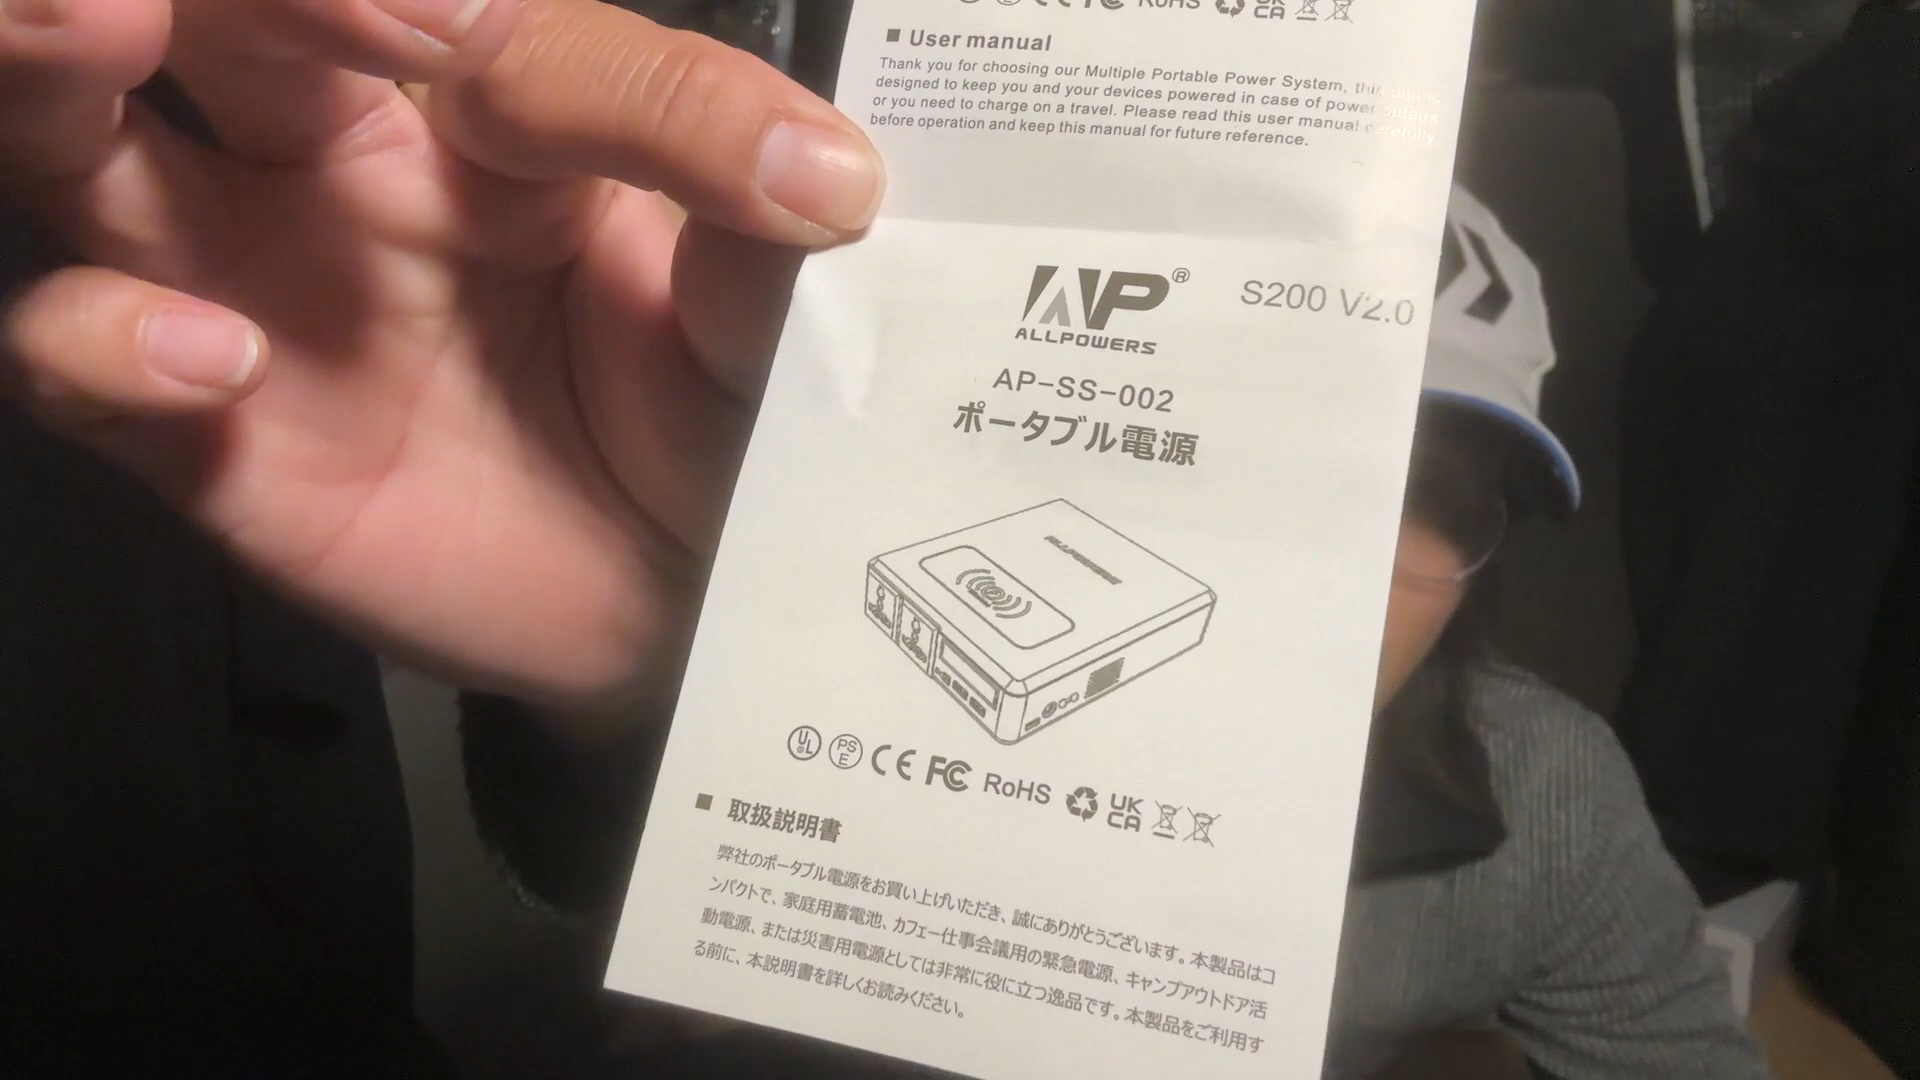 RoHS UK CA
■ User manual
Thank you for choosing our Multiple Portable Power System, this
designed to keep you and your devices powered in case of power outegs
or you need to charge on a travel. Please read this user manual carefully
before operation and keep this manual for future reference.
AP®
S200 V2.0
ALLPOWERS
AP-SS-002
ポータブル電源
ALLPOWERS
UL PSE CE FC RoHS UK CA
■ 取扱説明書
弊社のポータブル電源をお買い上げいただき、誠にありがとうございます。本製品はコ
ンパクトで、家庭用蓄電池、カフェー仕事会議用の緊急電源、キャンプアウトドア活
動電源、または災害用電源としては非常に役に立つ逸品です。本製品をご利用す
る前に、本説明書を詳しくお読みください。